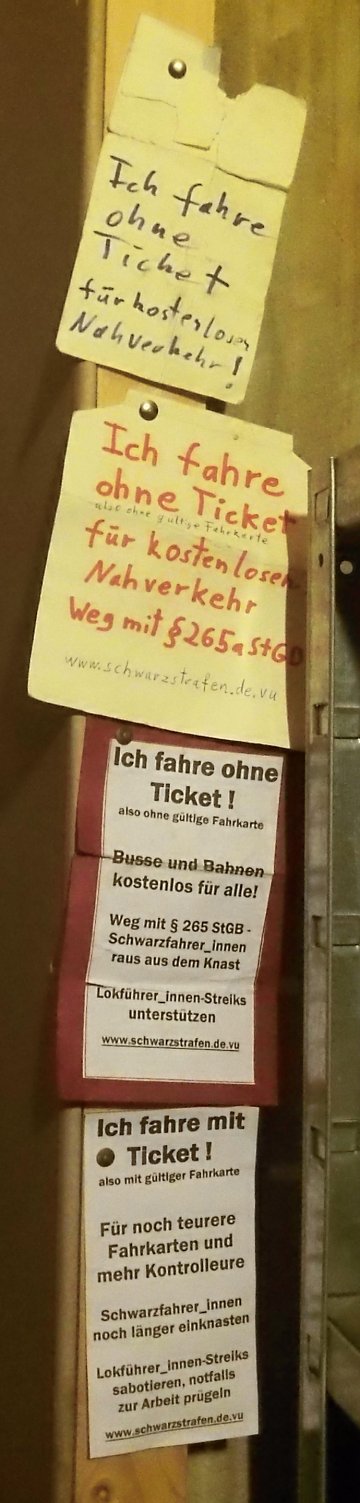 Ich fahre
ohne
Ticket
für kostenlosen
Nahverkehr!
Ich fahre
ohne Ticket
also ohne gültige Fahrkarte
für kostenlosen
Nahverkehr
Weg mit §265a StGB
www.schwarzstrafen.de.vu
Ich fahre ohne
Ticket !
also ohne gültige Fahrkarte
Busse und Bahnen
kostenlos für alle!
Weg mit § 265 StGB -
Schwarzfahrer_innen
raus aus dem Knast
Lokführer_innen-Streiks
unterstützen
www.schwarzstrafen.de.vu
Ich fahre mit
Ticket !
also mit gültiger Fahrkarte
Für noch teurere
Fahrkarten und
mehr Kontrolleure
Schwarzfahrer_innen
noch länger einknasten
Lokführer_innen-Streiks
sabotieren, notfalls
zur Arbeit prügeln
www.schwarzstrafen.de.vu